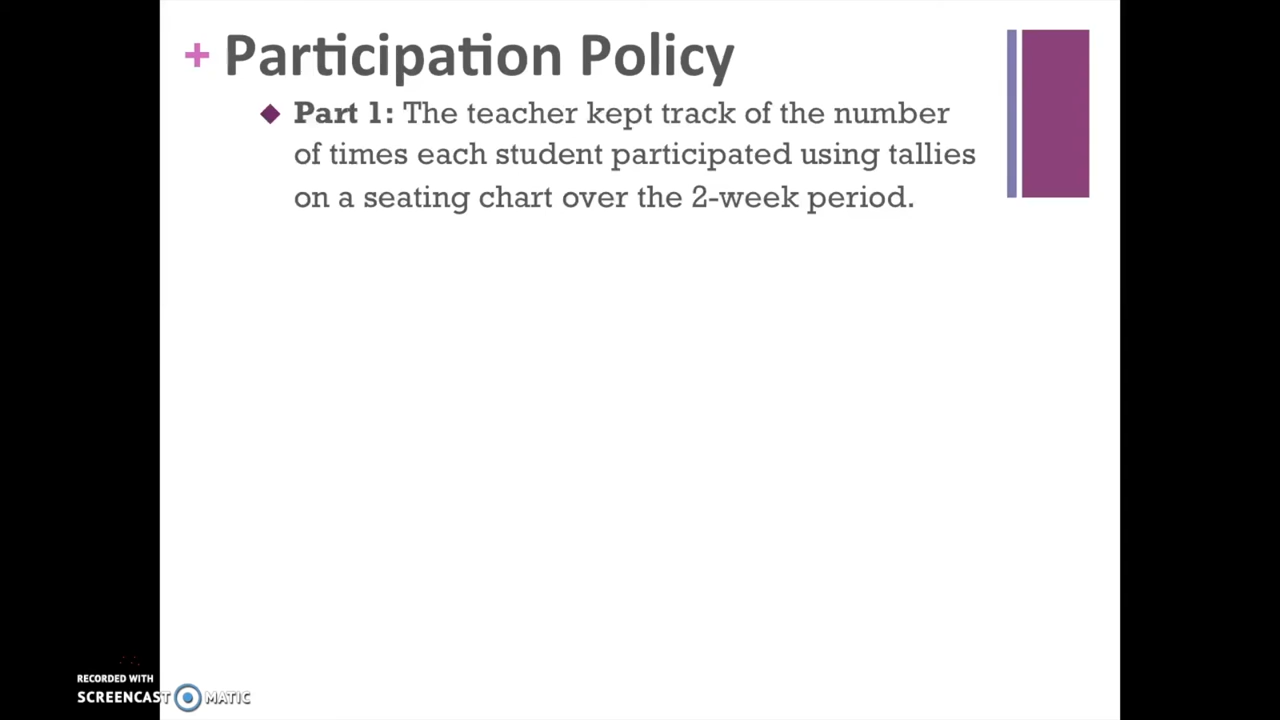 + Participation Policy
Part 1: The teacher kept track of the number
of times each student participated using tallies
on a seating chart over the 2-week period.
RECORDED WITH
SCREENCAST MATIC